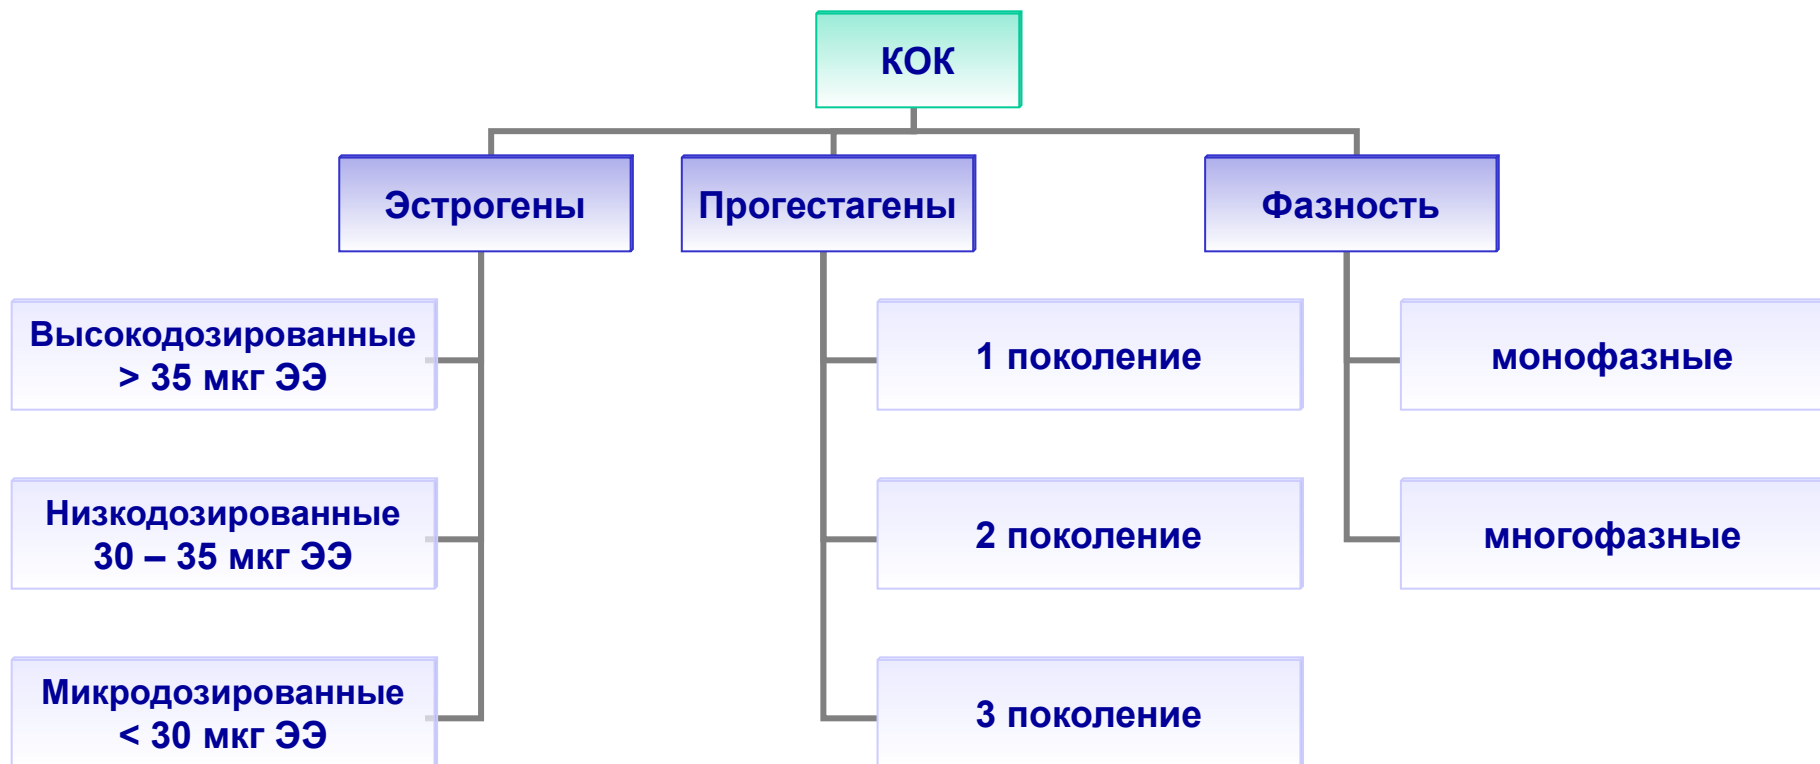 КОК
Эстрогены
Прогестагены
Фазность
Высокодозированные
> 35 мкг ЭЭ
1 поколение
монофазные
Низкодозированные
30 – 35 мкг ЭЭ
2 поколение
многофазные
Микродозированные
< 30 мкг ЭЭ
3 поколение